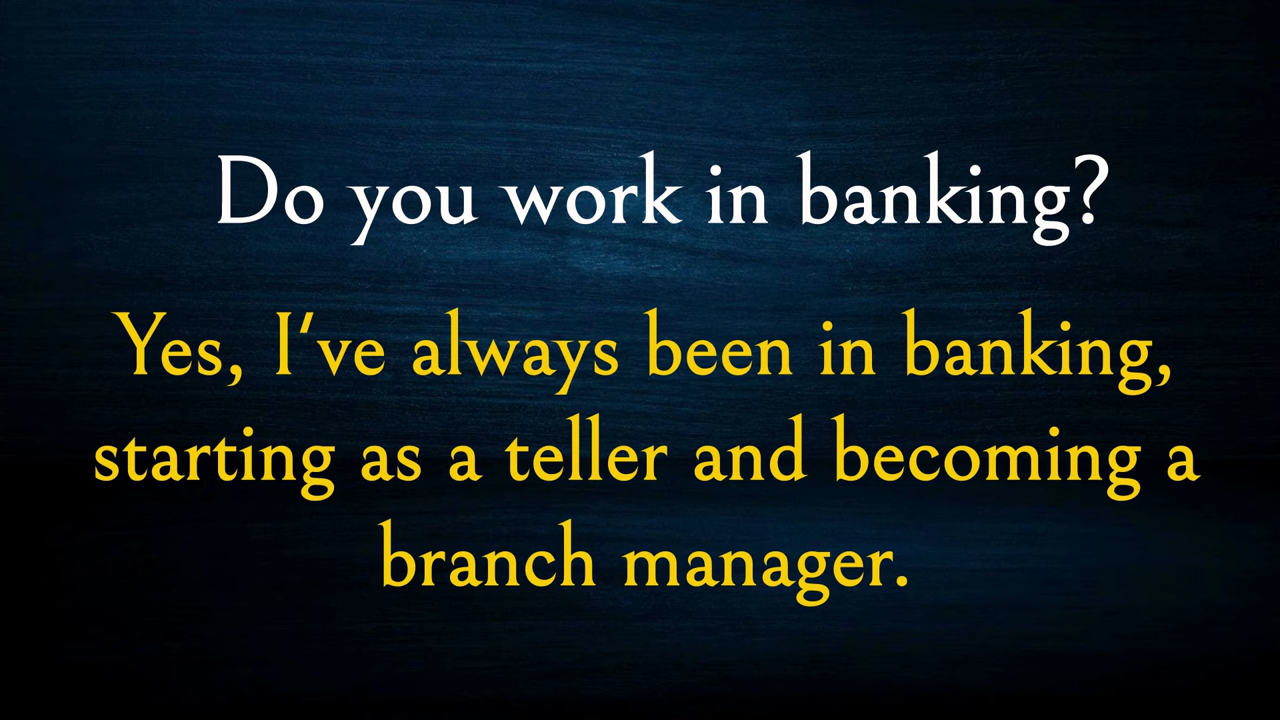 Do you work in banking?
Yes, I've always been in banking,
starting as a teller and becoming a
branch manager.